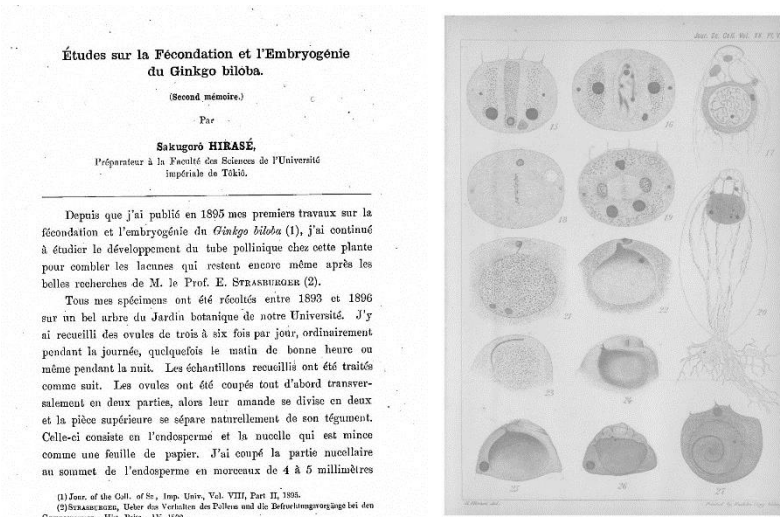 Études sur la Fécondation et l'Embryogénie
du Ginkgo biloba.
(Second mémoire.)
Par
Sakugorô HIRASÉ,
Préparateur à la Faculté des Sciences de l'Université
impériale de Tôkiô.
Depuis que j'ai publié en 1895 mes premiers travaux sur la
fécondation et l'embryogénie du Ginkgo biloba (1), j'ai continué
à étudier le développement du tube pollinique chez cette plante
pour combler les lacunes qui restent encore même après les
belles recherches de M. le Prof. E. STRASBURGER (2).
Tous mes spécimens ont été récoltés entre 1893 et 1896
sur un bel arbre du Jardin botanique de notre Université. J'y
ai recueilli des ovules de trois à six fois par jour, ordinairement
pendant la journée, quelquefois le matin de bonne heure ou
même pendant la nuit. Les échantillons recueillis ont été traités
comme suit. Les ovules ont été coupés tout d'abord transver-
salement en deux parties, alors leur amande se divise en deux
et la pièce supérieure se sépare naturellement de son tégument.
Celle-ci consiste en l'endosperme et la nucelle qui est mince
comme une feuille de papier. J'ai coupé la partie nucellaire
au sommet de l'endosperme en morceaux de 4 à 5 millimètres
(1) Jour. of the Coll. of Sc., Imp. Univ., Vol. VIII, Part II, 1895.
(2) STRASBURGER, Ueber das Verhalten des Pollens und die Befruchtungsvorgänge bei den
Jour. Sc. Coll. Vol. XII. Pl.
15
16
17
18
19
20
21
22
23
24
25
26
27